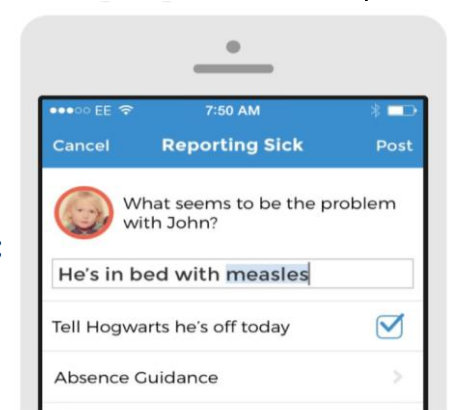 EE 7:50 AM
Cancel Reporting Sick Post
What seems to be the problem
with John?
He's in bed with measles
Tell Hogwarts he's off today
Absence Guidance